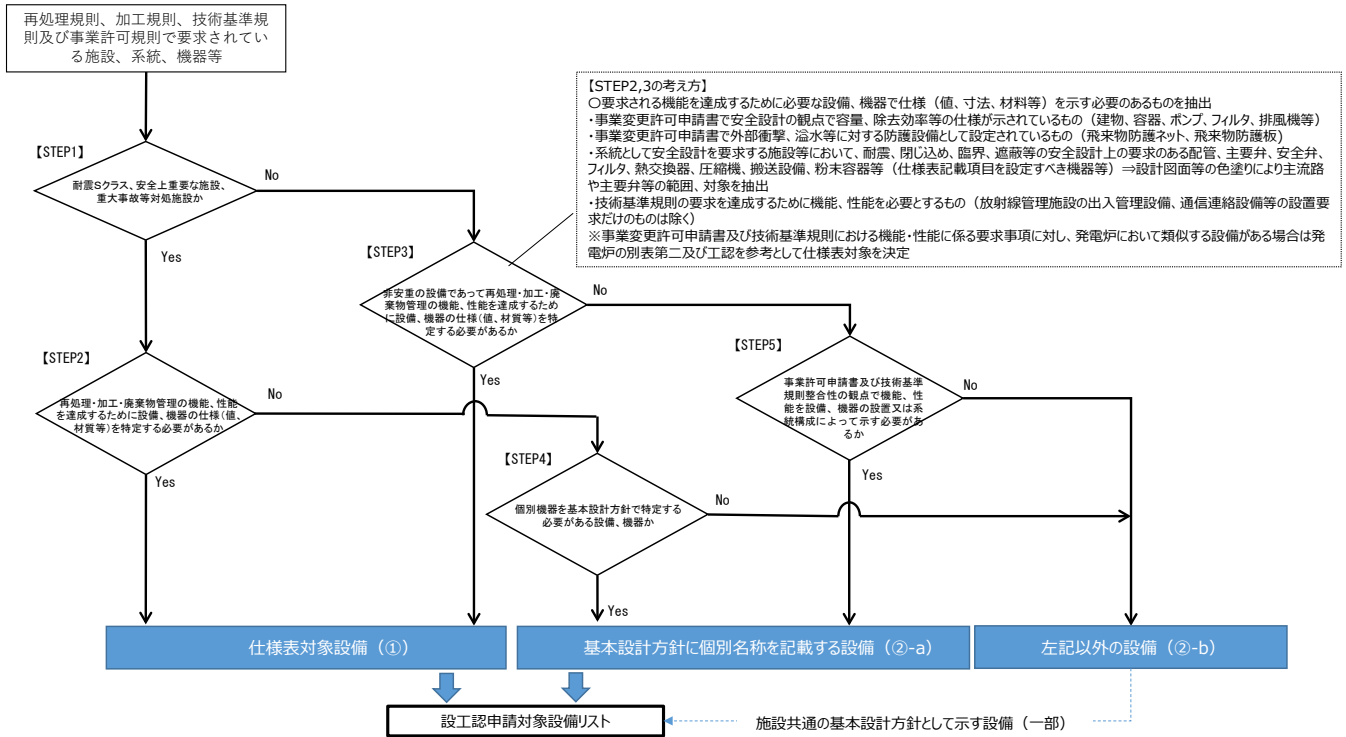 再処理規則、加工規則、技術基準規
則及び事業許可規則で要求されてい
る施設、系統、機器等
【STEP2,3の考え方】
〇要求される機能を達成するために必要な設備、機器で仕様（値、寸法、材料等）を示す必要のあるものを抽出
・事業変更許可申請書で安全設計の観点で容量、除去効率等の仕様が示されているもの（建物、容器、ポンプ、フィルタ、排風機等）
・事業変更許可申請書で外部衝撃、溢水等に対する防護設備として設定されているもの（飛来物防護ネット、飛来物防護板)
・系統として安全設計を要求する施設等において、耐震、閉じ込め、臨界、遮蔽等の安全設計上の要求のある配管、主要弁、安全弁、
フィルタ、熱交換器、圧縮機、搬送設備、粉末容器等（仕様表記載項目を設定すべき機器等）⇒設計図面等の色塗りにより主流路
や主要弁等の範囲、対象を抽出
・技術基準規則の要求を達成するために機能、性能を必要とするもの（放射線管理施設の出入管理設備、通信連絡設備等の設置要
求だけのものは除く）
※事業変更許可申請書及び技術基準規則における機能・性能に係る要求事項に対し、発電炉において類似する設備がある場合は発
電炉の別表第二及び工認を参考として仕様表対象を決定
【STEP1】
耐震Sクラス、安全上重要な施設、
重大事故等対処施設か
No
Yes
【STEP3】
非安重の設備であって再処理・加工・廃
棄物管理の機能、性能を達成するため
に設備、機器の仕様（値、材質等）を特
定する必要があるか
No
Yes
【STEP2】
再処理・加工・廃棄物管理の機能、性能
を達成するために設備、機器の仕様（値、
材質等）を特定する必要があるか
No
Yes
【STEP5】
事業許可申請書及び技術基準
規則整合性の観点で機能、性
能を設備、機器の設置又は系
統構成によって示す必要があ
るか
No
Yes
【STEP4】
個別機器を基本設計方針で特定する
必要がある設備、機器か
No
Yes
仕様表対象設備（①）
基本設計方針に個別名称を記載する設備（②-a）
左記以外の設備（②-b）
設工認申請対象設備リスト
施設共通の基本設計方針として示す設備（一部）